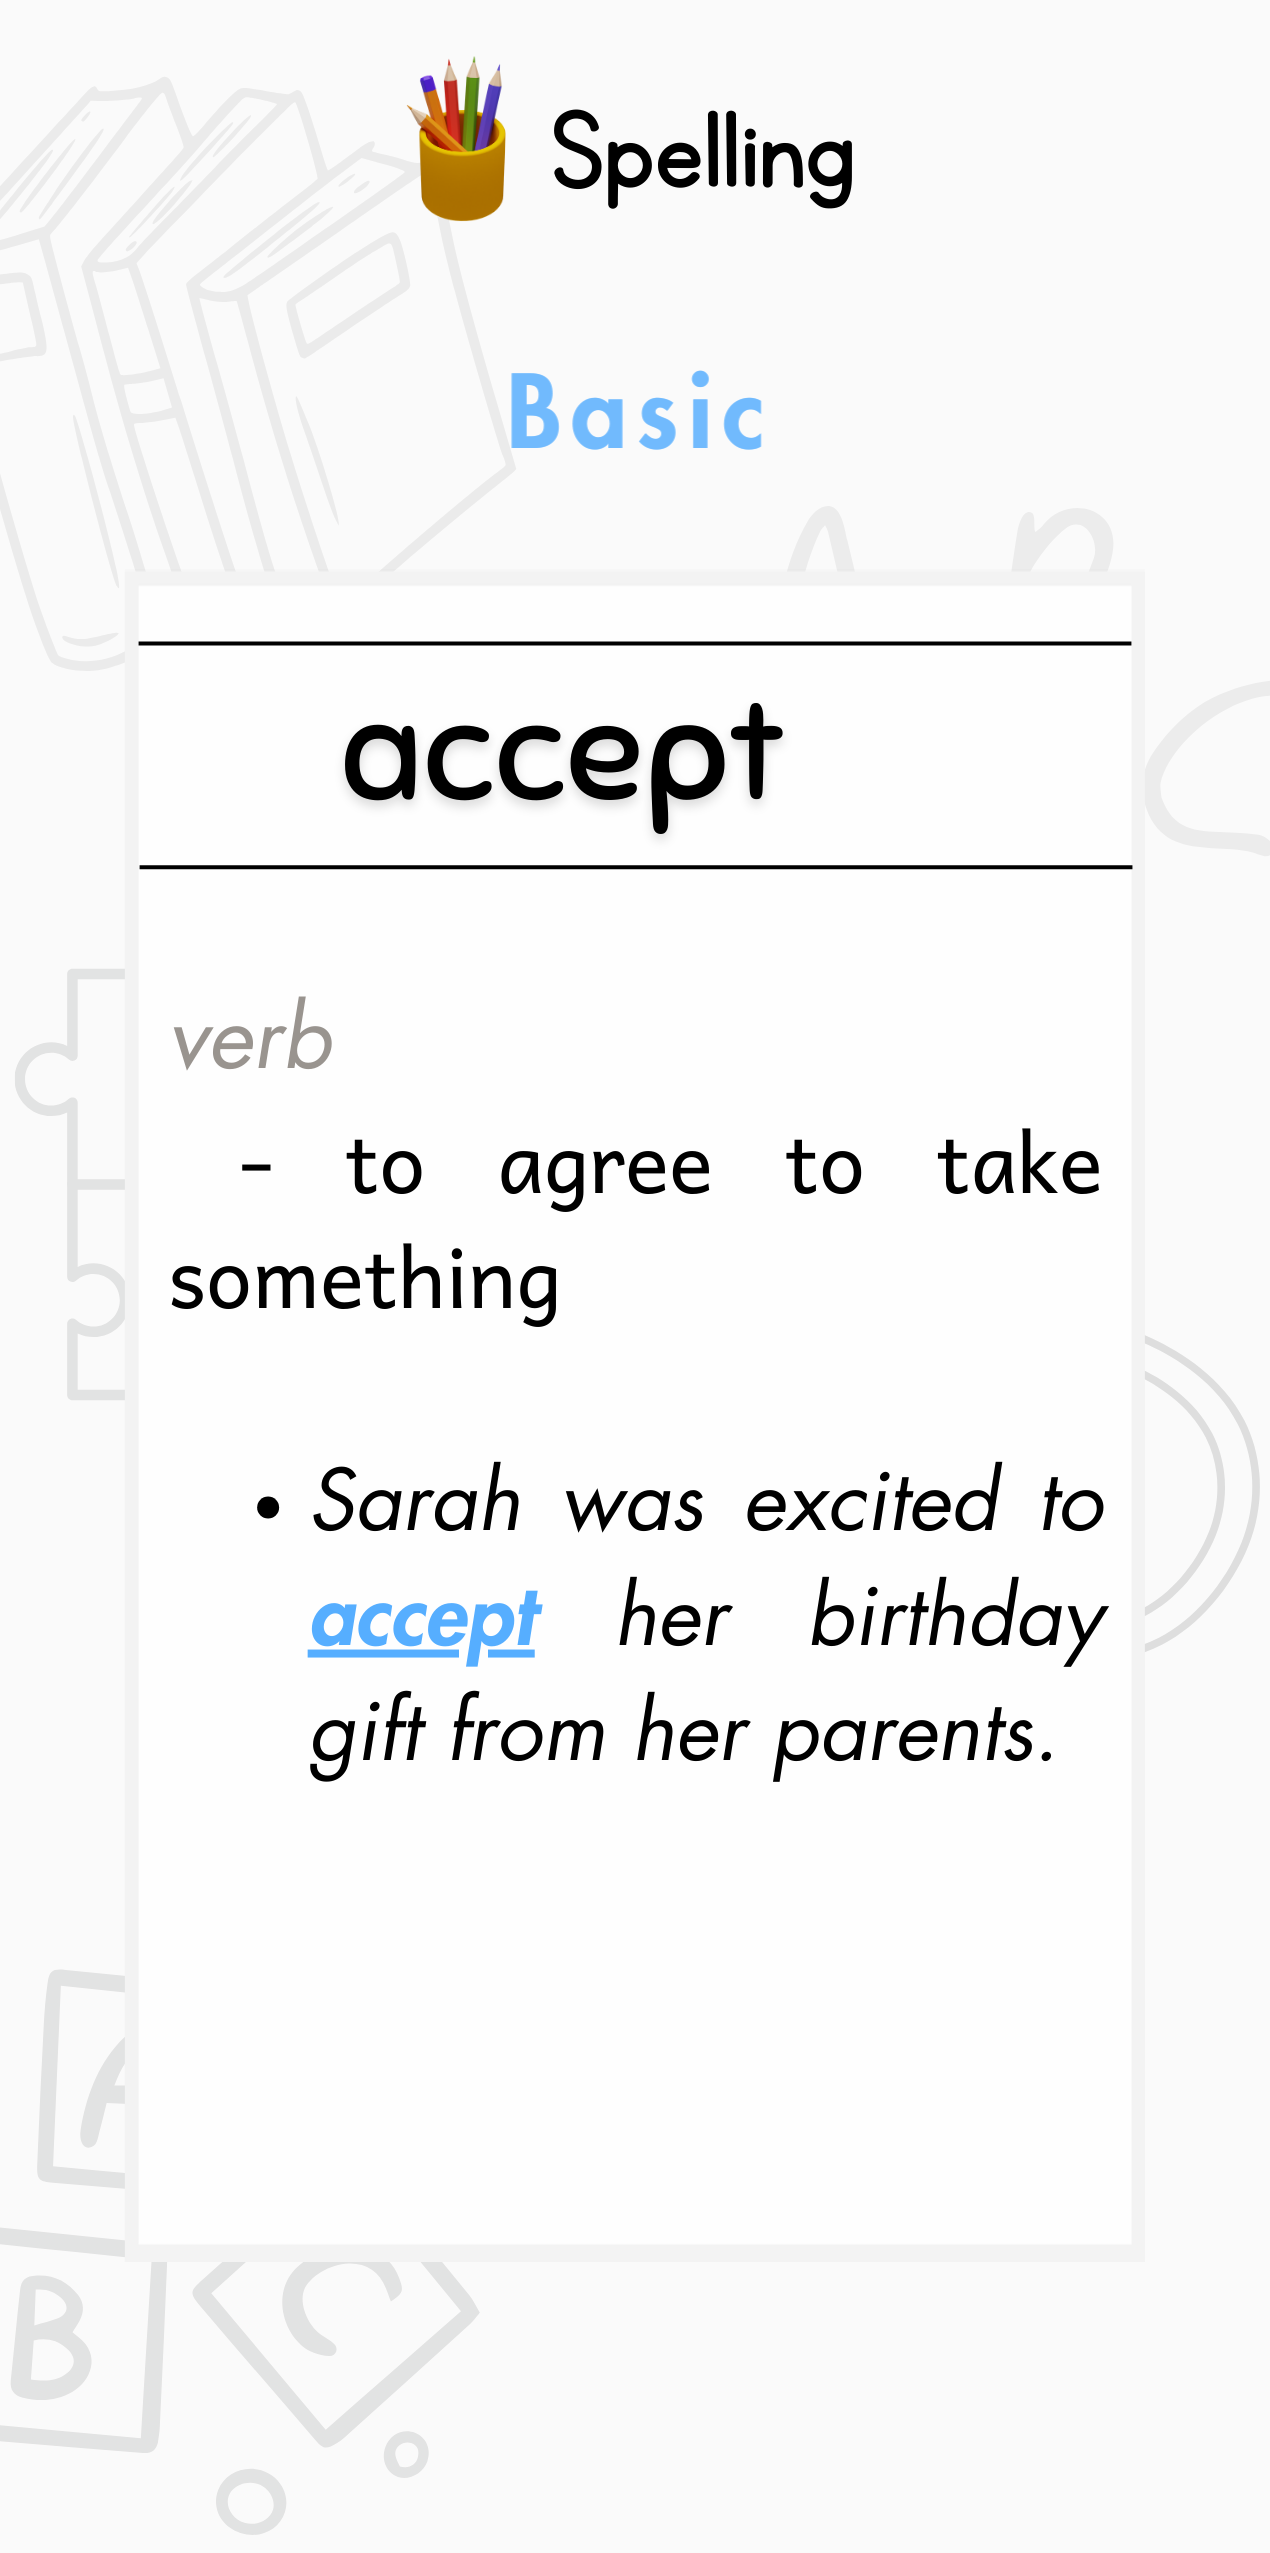 Spelling
Basic
accept
verb
- to agree to take
something
• Sarah was excited to
accept her birthday
gift from her parents.
A
B
C